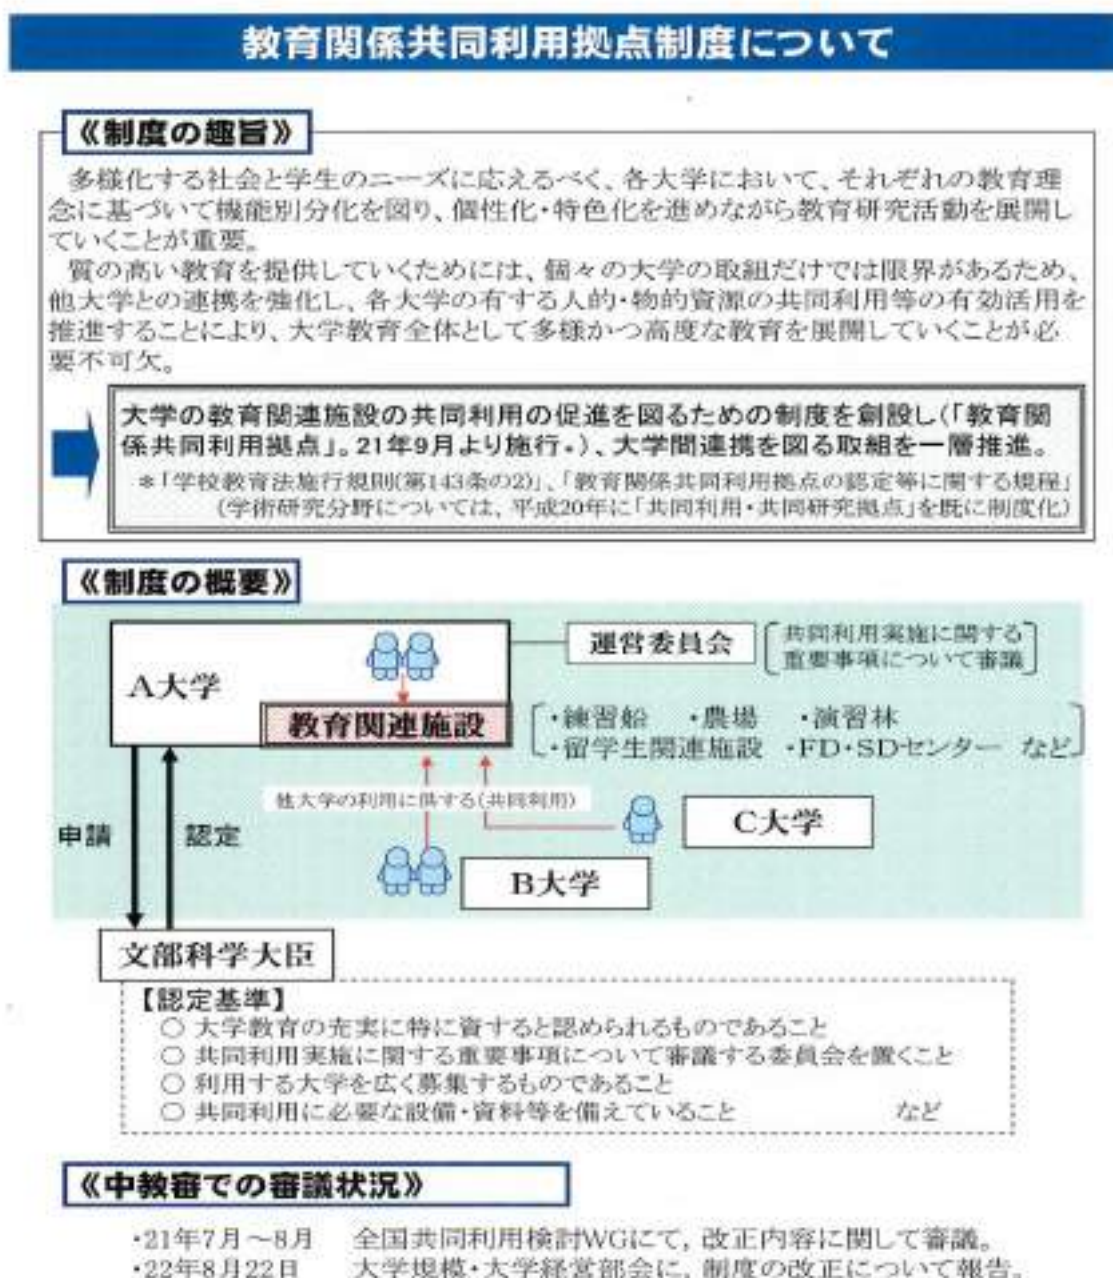 教育関係共同利用拠点制度について
《制度の趣旨》
多様化する社会と学生のニーズに応えるべく、各大学において、それぞれの教育理
念に基づいて機能別分化を図り、個性化・特色化を進めながら教育研究活動を展開し
ていくことが重要。
質の高い教育を提供していくためには、個々の大学の取組だけでは限界があるため、
他大学との連携を強化し、各大学の有する人的・物的資源の共同利用等の有効活用を
推進することにより、大学教育全体として多様かつ高度な教育を展開していくことが必
要不可欠。
大学の教育関連施設の共同利用の促進を図るための制度を創設し(「教育関
係共同利用拠点」。21年9月より施行*)、大学間連携を図る取組を一層推進。
*「学校教育法施行規則(第143条の2)」、「教育関係共同利用拠点の認定等に関する規程」
(学術研究分野については、平成20年に「共同利用・共同研究拠点」を既に制度化)
《制度の概要》
A大学
運営委員会
共同利用実施に関する
重要事項について審議
教育関連施設
・練習船 ・農場 ・演習林
・留学生関連施設 ・FD・SDセンター など
他大学の利用に供する(共同利用)
申請
認定
C大学
B大学
文部科学大臣
【認定基準】
○ 大学教育の充実に特に資すると認められるものであること
○ 共同利用実施に関する重要事項について審議する委員会を置くこと
○ 利用する大学を広く募集するものであること
○ 共同利用に必要な設備・資料等を備えていること など
《中教審での審議状況》
・21年7月～8月 全国共同利用検討WGにて、改正内容に関して審議。
・22年8月22日 大学規模・大学経営部会に、制度の改正について報告。